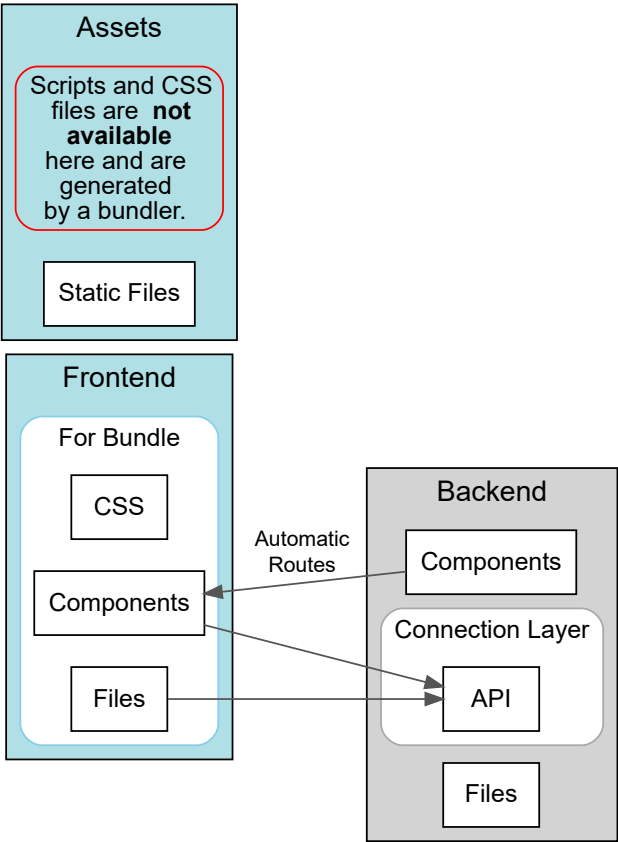 Assets
Scripts and CSS
files are not
available
here and are
generated
by a bundler.
Static Files
Frontend
For Bundle
CSS
Components
Files
Automatic
Routes
Backend
Components
Connection Layer
API
Files